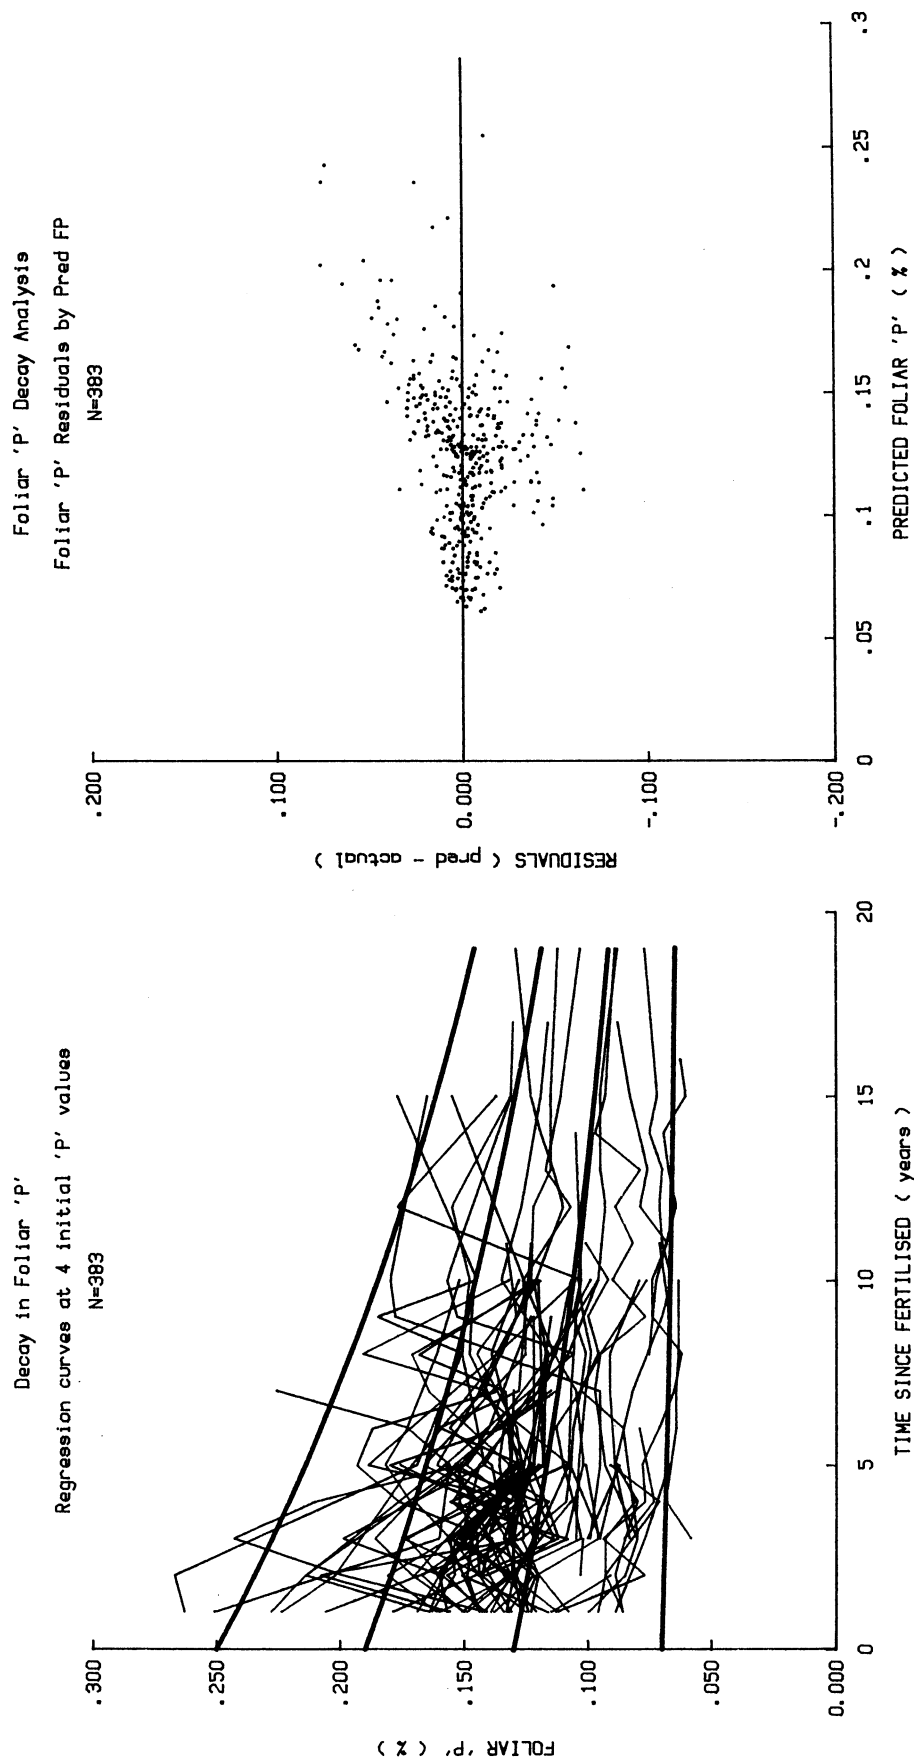 Decay in Foliar 'P'
Regression curves at 4 initial 'P' values
N=383
FOLIAR 'P' ( % )
.300
.250
.200
.150
.100
.050
0.000
0
5
10
15
20
TIME SINCE FERTILISED ( years )
Foliar 'P' Decay Analysis
Foliar 'P' Residuals by Pred FP
N=383
RESIDUALS ( pred - actual )
.200
.100
0.000
-.100
-.200
0
.05
.1
.15
.2
.25
.3
PREDICTED FOLIAR 'P' ( % )